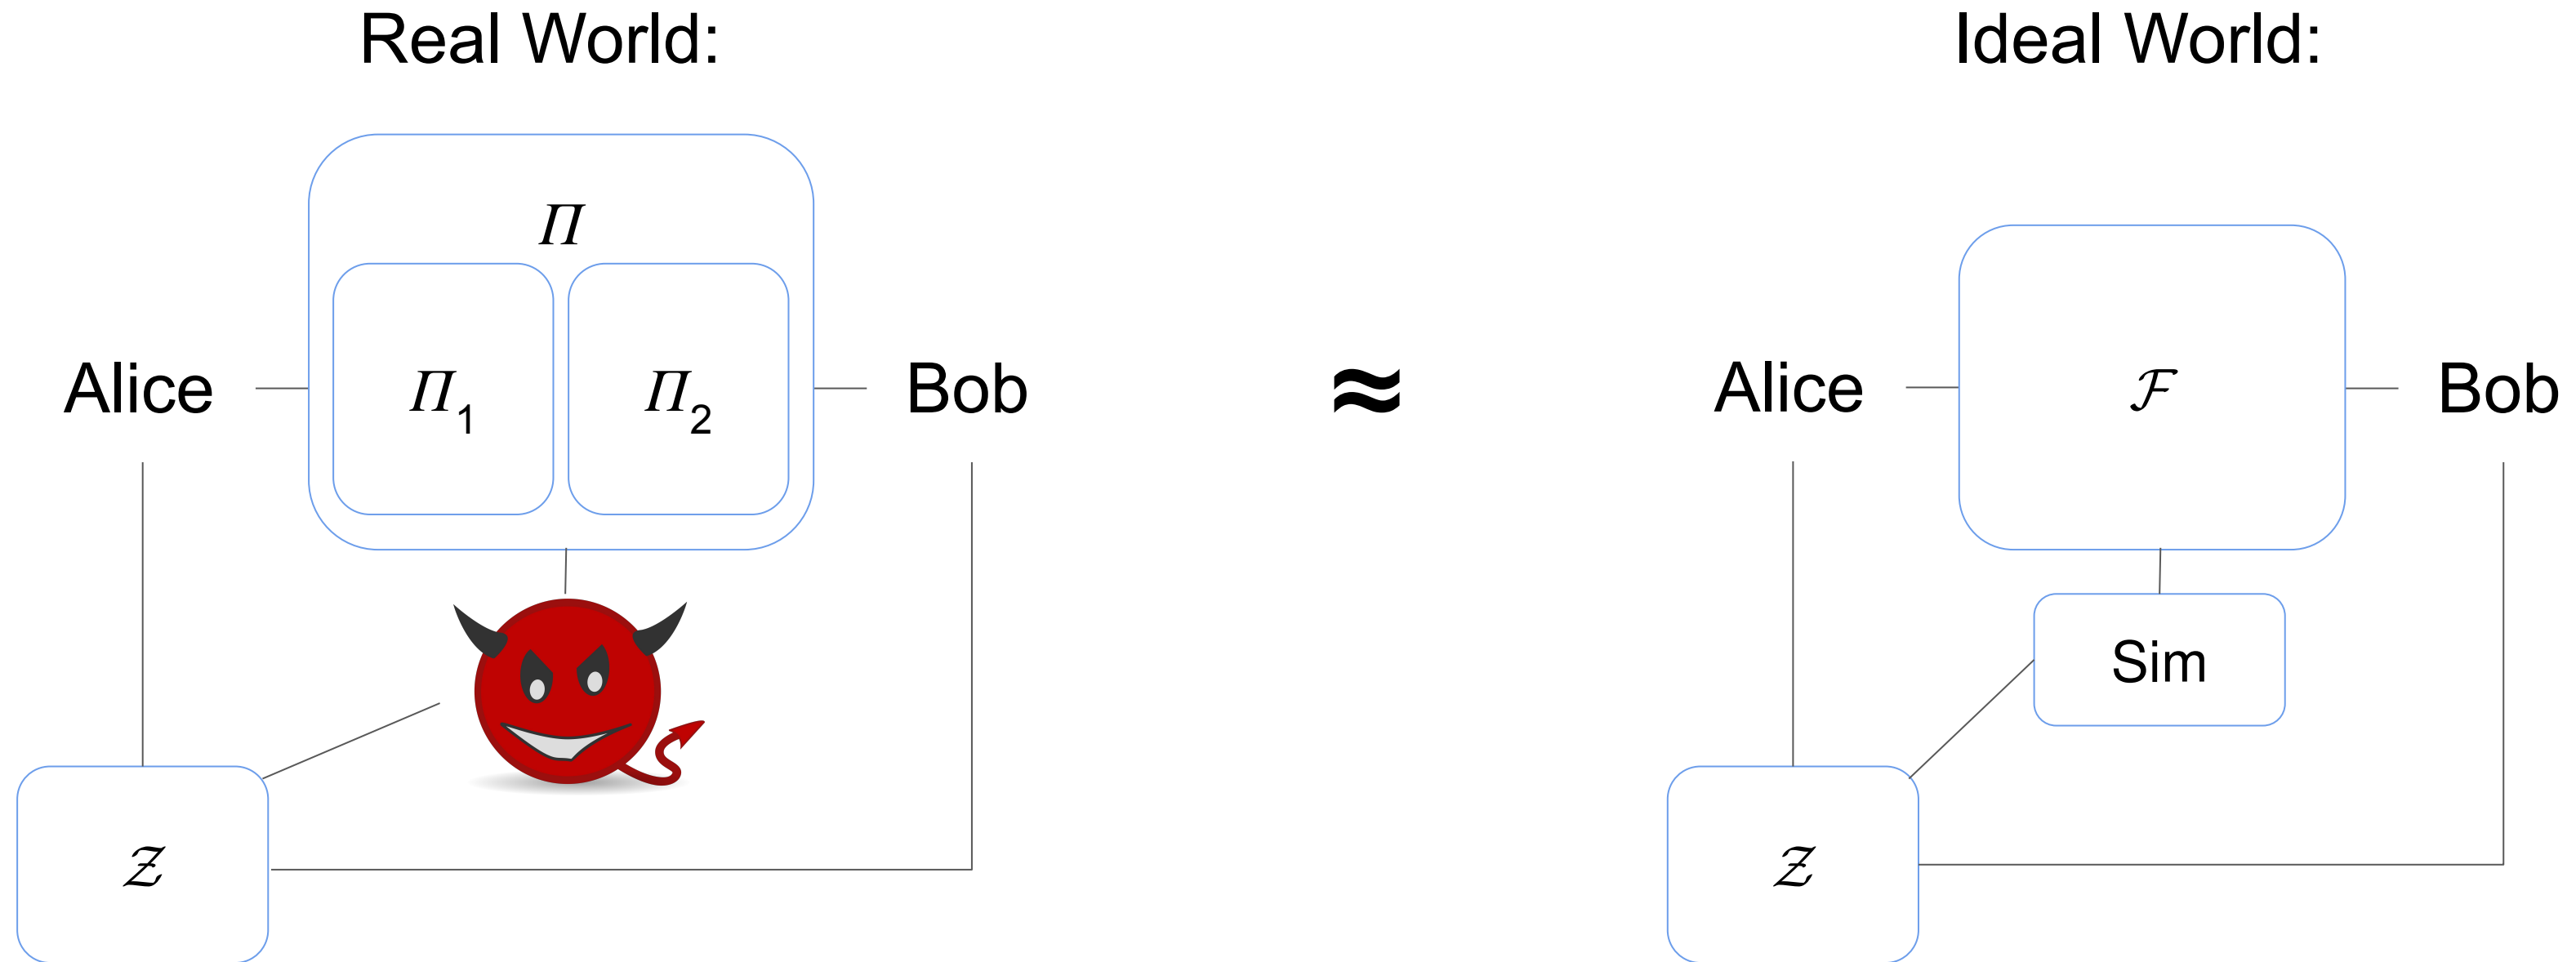 Real World:
Ideal World:
Π
Alice
Π₁
Π₂
Bob
≈
Alice
ℱ
Bob
Sim
𝒵
𝒵